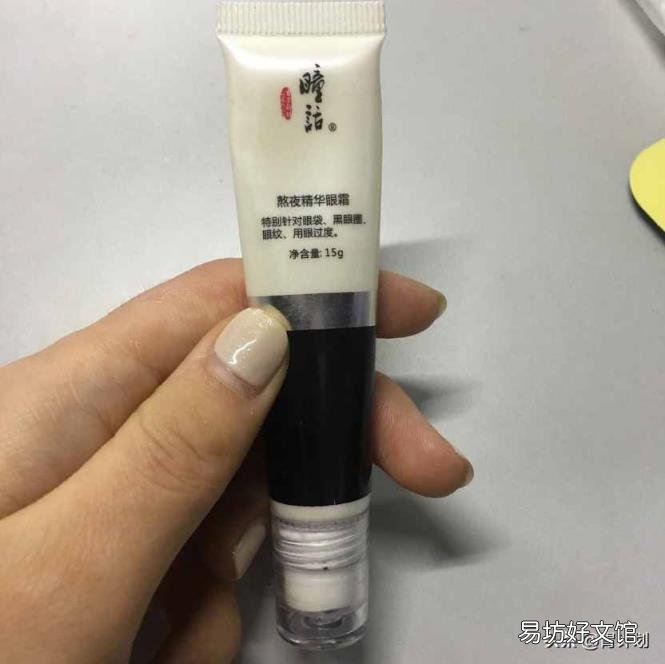 瞳話®
熬夜精华眼霜
特别针对眼袋、黑眼圈、
眼纹、用眼过度。
净含量: 15g
易坊好文馆